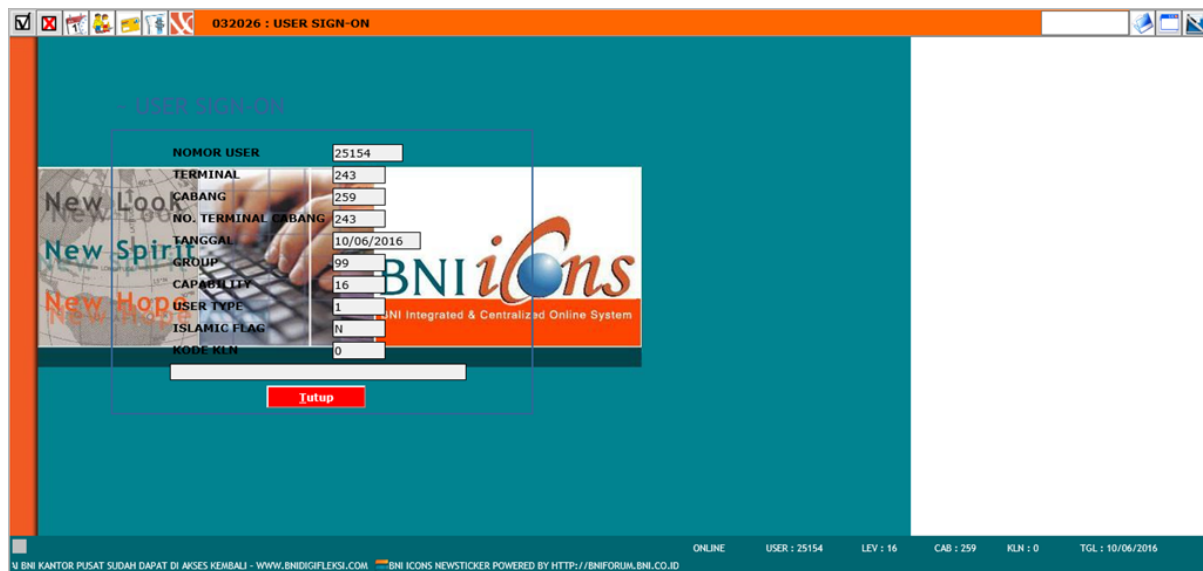 032026 : USER SIGN-ON
- USER SIGN-ON
NOMOR USER 25154
TERMINAL 243
CABANG 259
NO. TERMINAL CABANG 243
TANGGAL 10/06/2016
GROUP 99
CAPABILITY 16
USER TYPE 1
ISLAMIC FLAG N
KODE KLN 0
Tutup
New Look
New Spirit
New Hope
BNI icons
BNI Integrated & Centralized Online System
ONLINE USER : 25154 LEV : 16 CAB : 259 KLN : 0 TGL : 10/06/2016
BNI KANTOR PUSAT SUDAH DAPAT DI AKSES KEMBALI - WWW.BNIDIGIFLEKSI.COM BNI ICONS NEWSTICKER POWERED BY HTTP://BNIFORUM.BNI.CO.ID